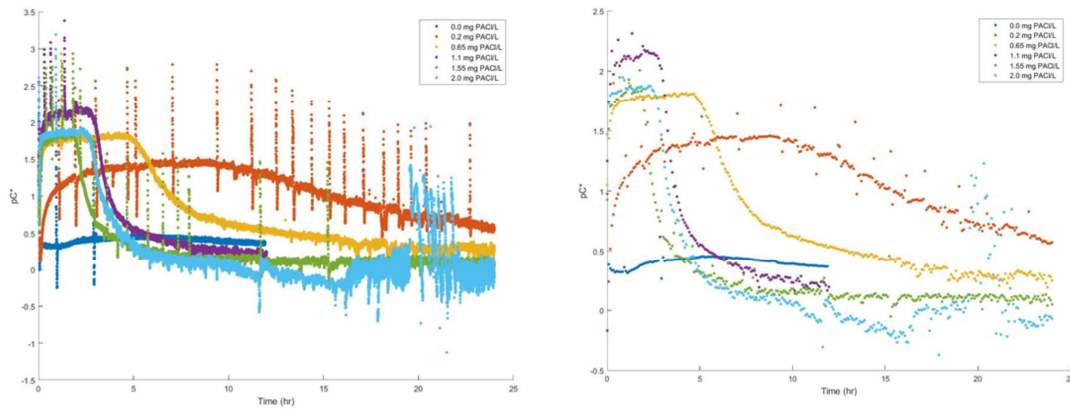 3.5
3
2.5
2
1.5
1
0.5
0
-0.5
-1
-1.5
pC*
0
5
10
15
20
25
Time (hr)
0.0 mg PACl/L
0.2 mg PACl/L
0.65 mg PACl/L
1.1 mg PACl/L
1.55 mg PACl/L
2.0 mg PACl/L
2.5
2
1.5
1
0.5
0
-0.5
pC*
0
5
10
15
20
Time (hr)
0.0 mg PACl/L
0.2 mg PACl/L
0.65 mg PACl/L
1.1 mg PACl/L
1.55 mg PACl/L
2.0 mg PACl/L